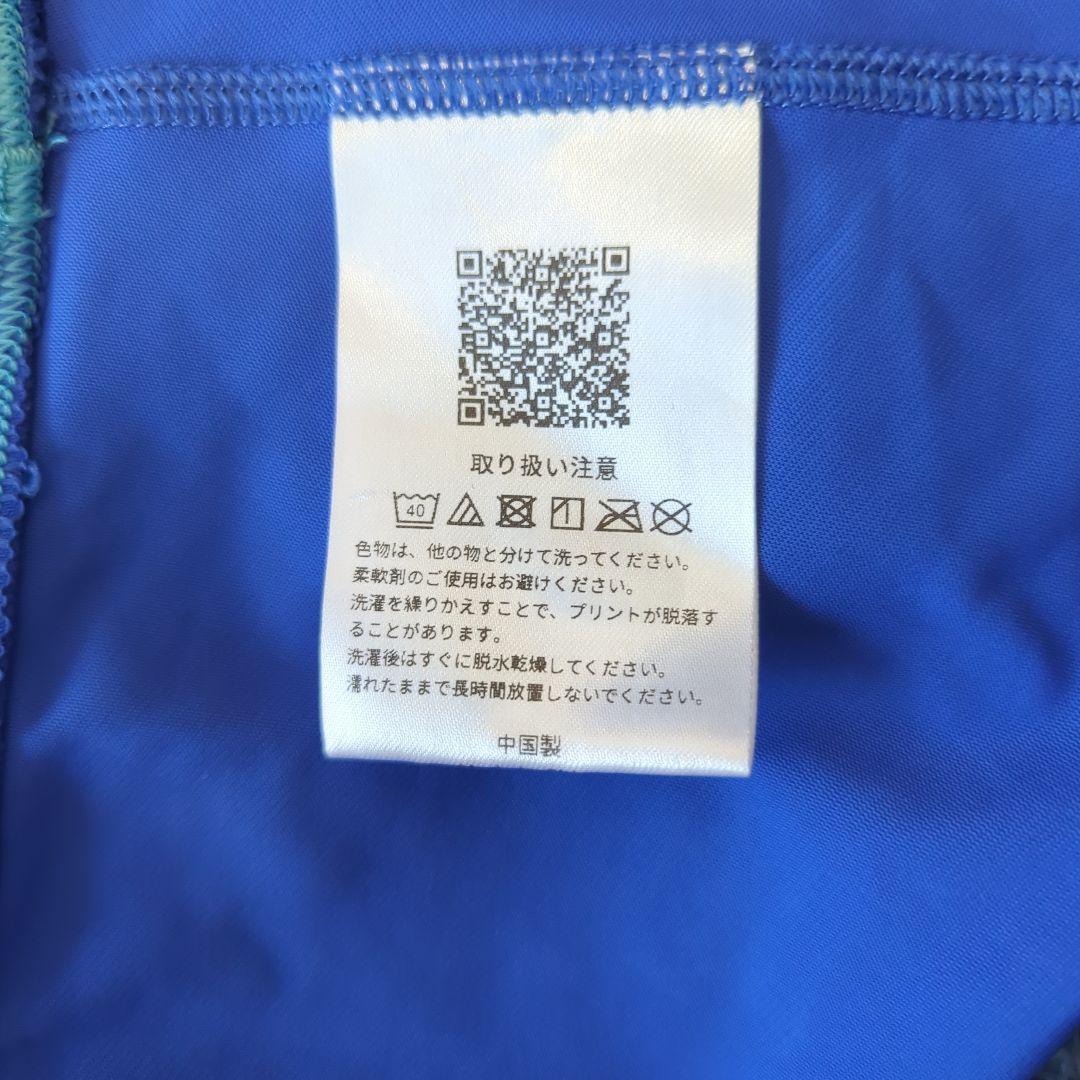 取り扱い注意
40
色物は、他の物と分けて洗ってください。
柔軟剤のご使用はお避けください。
洗濯を繰りかえすことで、プリントが脱落す
ることがあります。
洗濯後はすぐに脱水乾燥してください。
濡れたままで長時間放置しないでください。
中国製